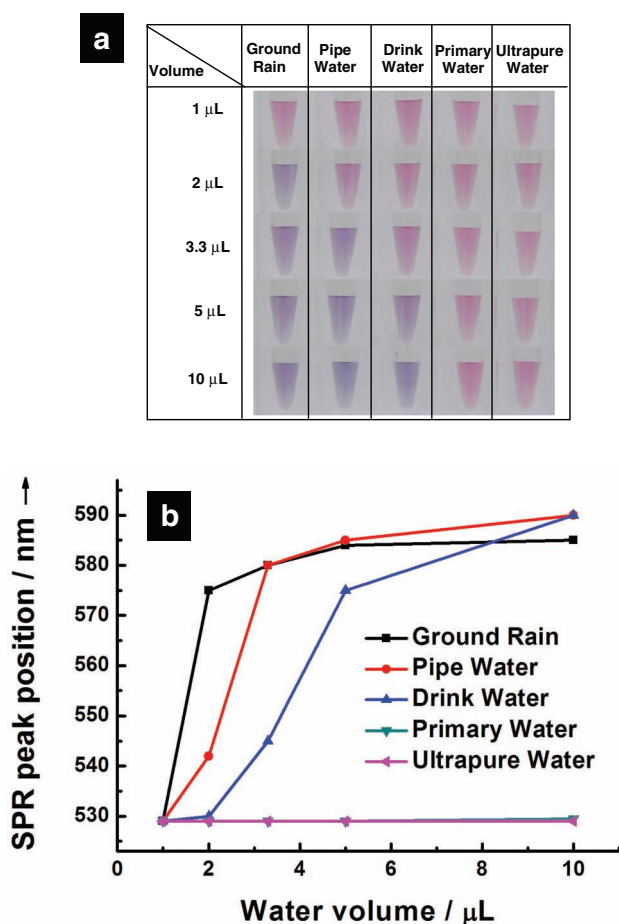 a
Volume
Ground Rain
Pipe Water
Drink Water
Primary Water
Ultrapure Water
1 μL
2 μL
3.3 μL
5 μL
10 μL
b
SPR peak position / nm →
590
580
570
560
550
540
530
Ground Rain
Pipe Water
Drink Water
Primary Water
Ultrapure Water
0 2 4 6 8 10
Water volume / μL